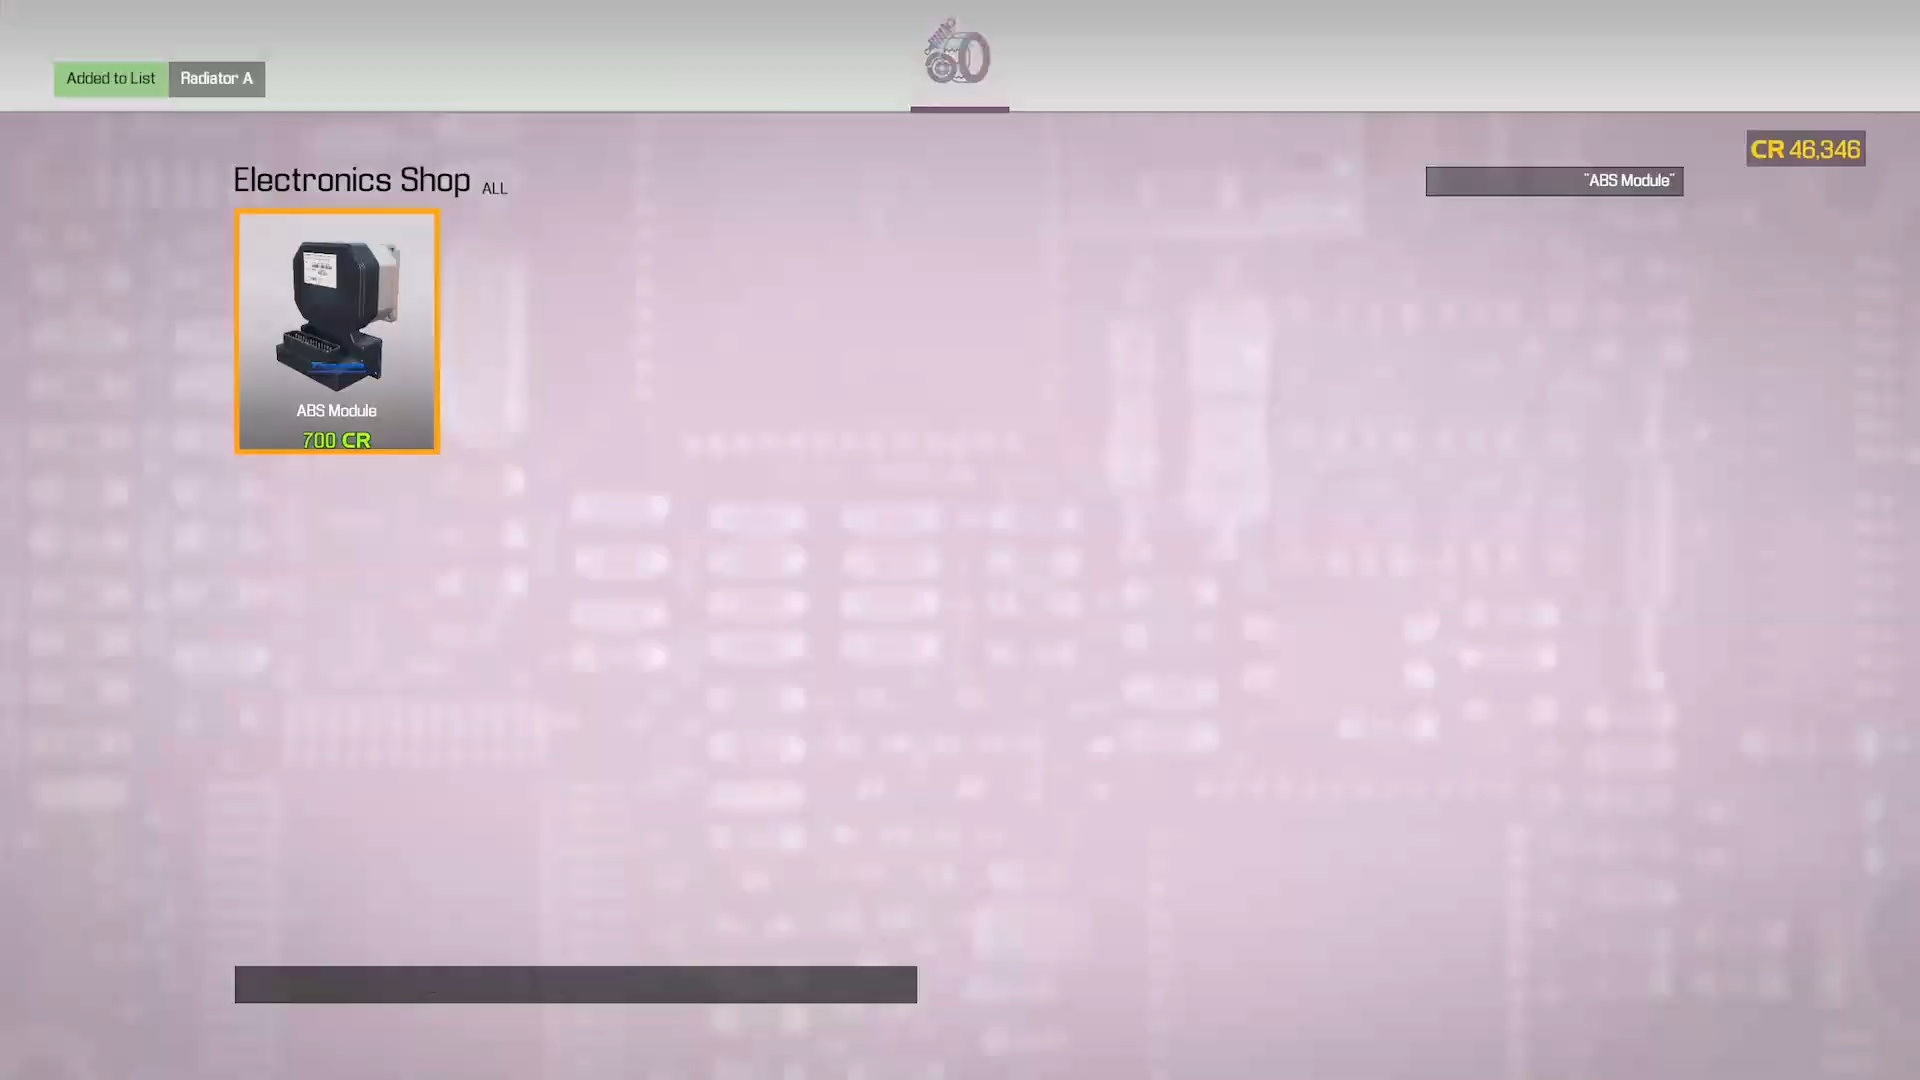 Added to List Radiator A
CR 46,346
Electronics Shop ALL
"ABS Module"
ABS Module
700 CR